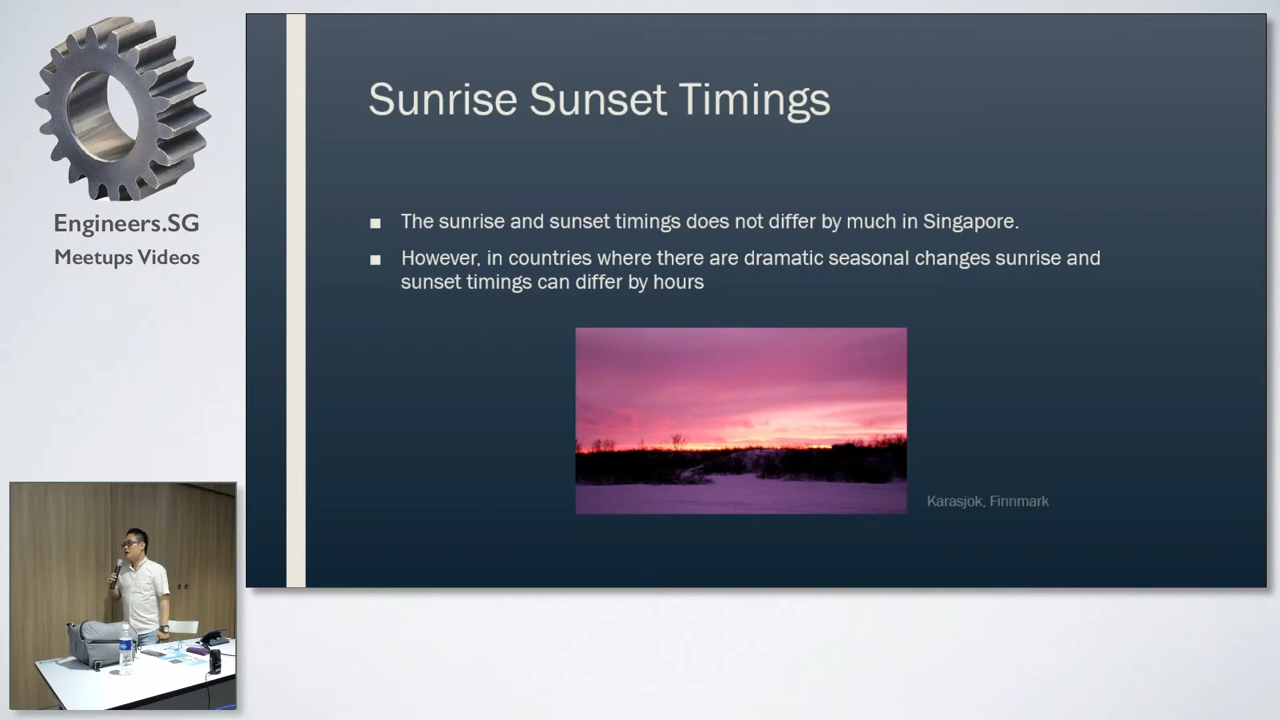 Engineers.SG
Meetups Videos
Sunrise Sunset Timings
The sunrise and sunset timings does not differ by much in Singapore.
However, in countries where there are dramatic seasonal changes sunrise and
sunset timings can differ by hours
Karasjok, Finnmark